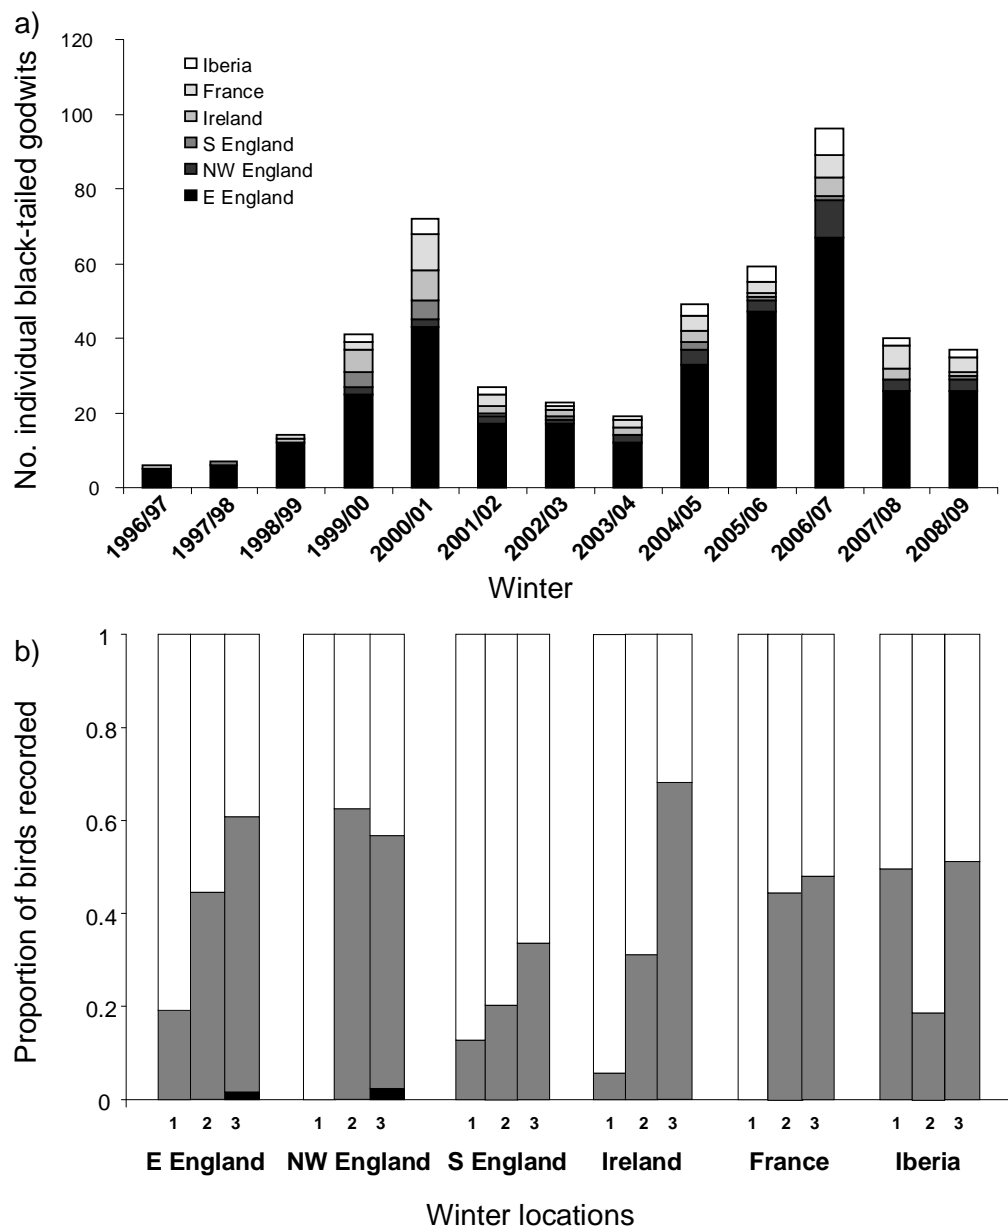 a)
No. individual black-tailed godwits
120
100
80
60
40
20
0
Iberia
France
Ireland
S England
NW England
E England
1996/97
1997/98
1998/99
1999/00
2000/01
2001/02
2002/03
2003/04
2004/05
2005/06
2006/07
2007/08
2008/09
Winter
b)
Proportion of birds recorded
1
0.8
0.6
0.4
0.2
0
1 2 3 1 2 3 1 2 3 1 2 3 1 2 3 1 2 3
E England NW England S England Ireland France Iberia
Winter locations